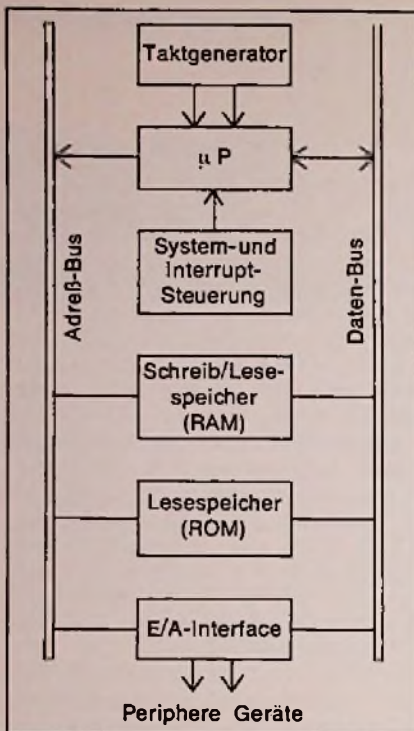 Taktgenerator
µ P
System-und
Interrupt-
Steuerung
Adreß-Bus
Daten-Bus
Schreib/Lese-
speicher
(RAM)
Lesespeicher
(ROM)
E/A-Interface
Periphere Geräte